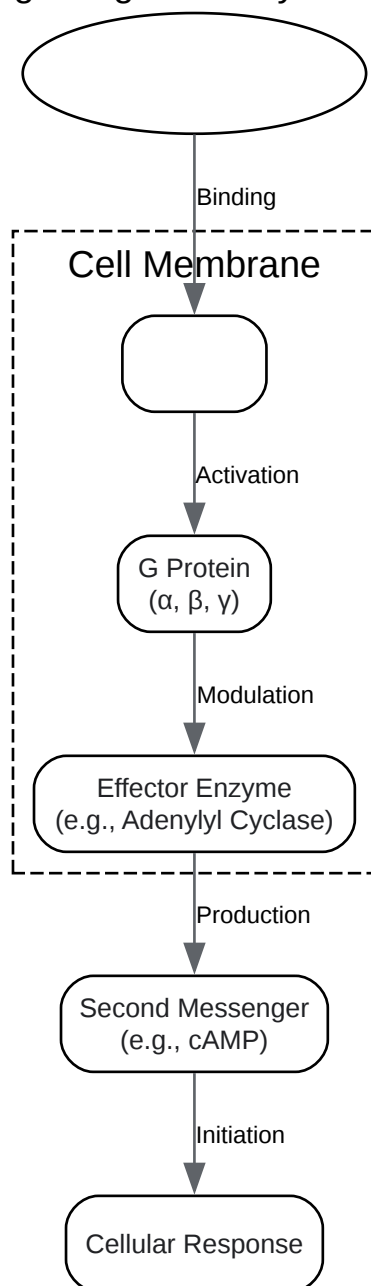 Binding
Cell Membrane
Activation
G Protein
(α, β, γ)
Modulation
Effector Enzyme
(e.g., Adenylyl Cyclase)
Production
Second Messenger
(e.g., cAMP)
Initiation
Cellular Response